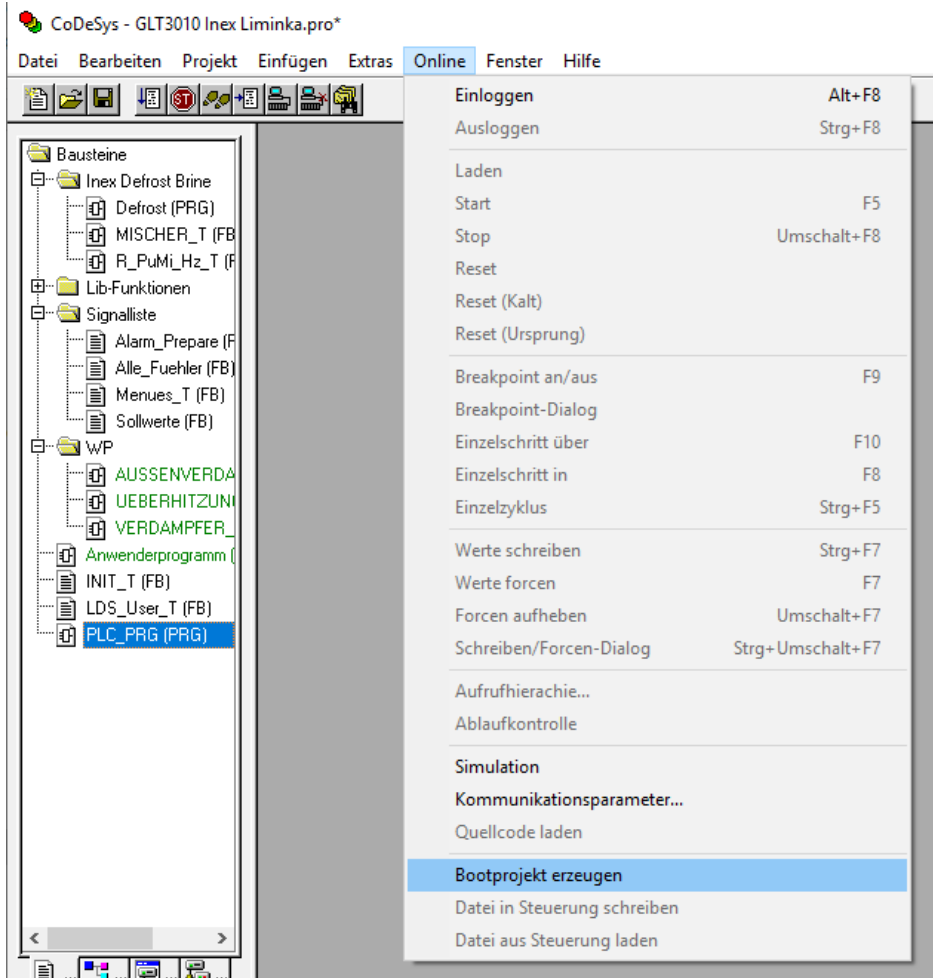 CoDeSys - GLT3010 Inex Liminka.pro*
Datei Bearbeiten Projekt Einfügen Extras Online Fenster Hilfe
Bausteine
Inex Defrost Brine
Defrost (PRG)
MISCHER_T (FB
R_PuMi_Hz_T (F
Lib-Funktionen
Signalliste
Alarm_Prepare (F
Alle_Fuehler (FB)
Menues_T (FB)
Sollwerte (FB)
WP
AUSSENVERDA
UEBERHITZUN
VERDAMPFER_
Anwenderprogramm (
INIT_T (FB)
LDS_User_T (FB)
PLC_PRG (PRG)
Einloggen Alt+F8
Ausloggen Strg+F8
Laden
Start F5
Stop Umschalt+F8
Reset
Reset (Kalt)
Reset (Ursprung)
Breakpoint an/aus F9
Breakpoint-Dialog
Einzelschritt über F10
Einzelschritt in F8
Einzelzyklus Strg+F5
Werte schreiben Strg+F7
Werte forcen F7
Forcen aufheben Umschalt+F7
Schreiben/Forcen-Dialog Strg+Umschalt+F7
Aufrufhierachie...
Ablaufkontrolle
Simulation
Kommunikationsparameter...
Quellcode laden
Bootprojekt erzeugen
Datei in Steuerung schreiben
Datei aus Steuerung laden